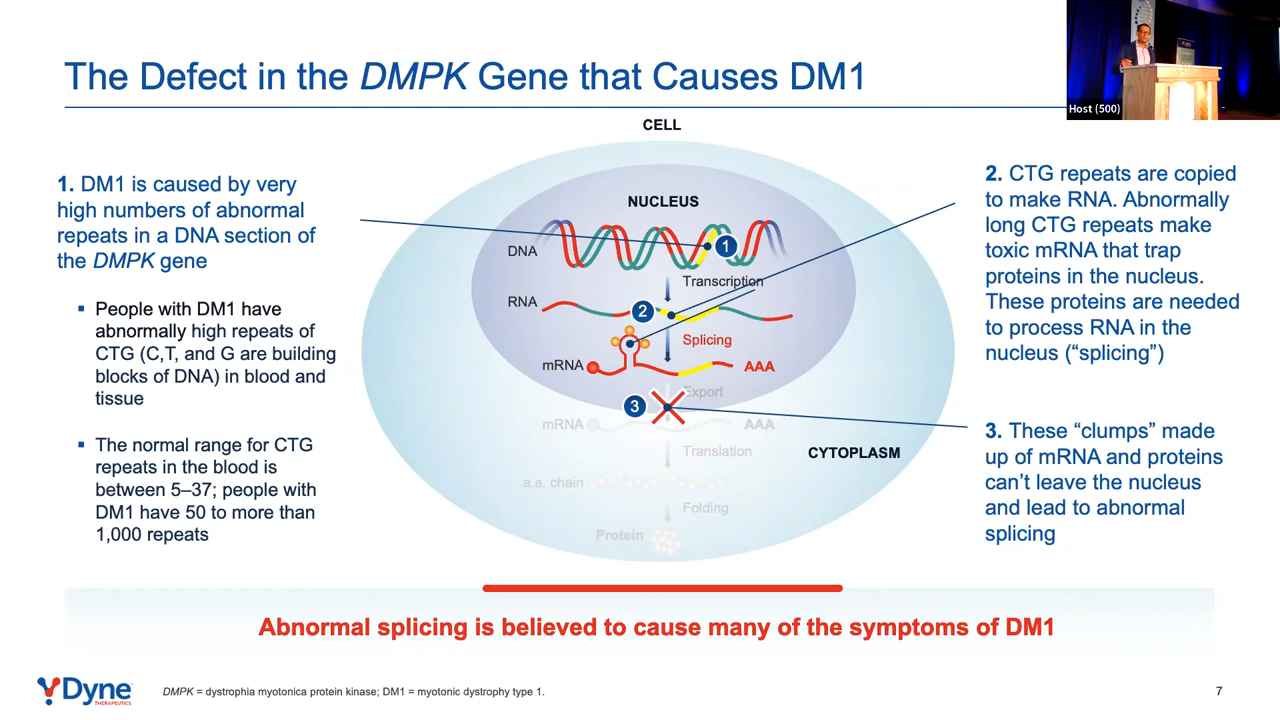 The Defect in the DMPK Gene that Causes DM1
Host (500)
1. DM1 is caused by very
high numbers of abnormal
repeats in a DNA section of
the DMPK gene
▪ People with DM1 have
abnormally high repeats of
CTG (C,T, and G are building
blocks of DNA) in blood and
tissue
▪ The normal range for CTG
repeats in the blood is
between 5–37; people with
DM1 have 50 to more than
1,000 repeats
CELL
NUCLEUS
DNA
1
Transcription
RNA
2
Splicing
mRNA
AAA
3
Export
mRNA
AAA
Translation
CYTOPLASM
a.a. chain
Folding
Protein
2. CTG repeats are copied
to make RNA. Abnormally
long CTG repeats make
toxic mRNA that trap
proteins in the nucleus.
These proteins are needed
to process RNA in the
nucleus (“splicing”)
3. These “clumps” made
up of mRNA and proteins
can’t leave the nucleus
and lead to abnormal
splicing
Abnormal splicing is believed to cause many of the symptoms of DM1
Dyne
THERAPEUTICS
DMPK = dystrophia myotonica protein kinase; DM1 = myotonic dystrophy type 1.
7